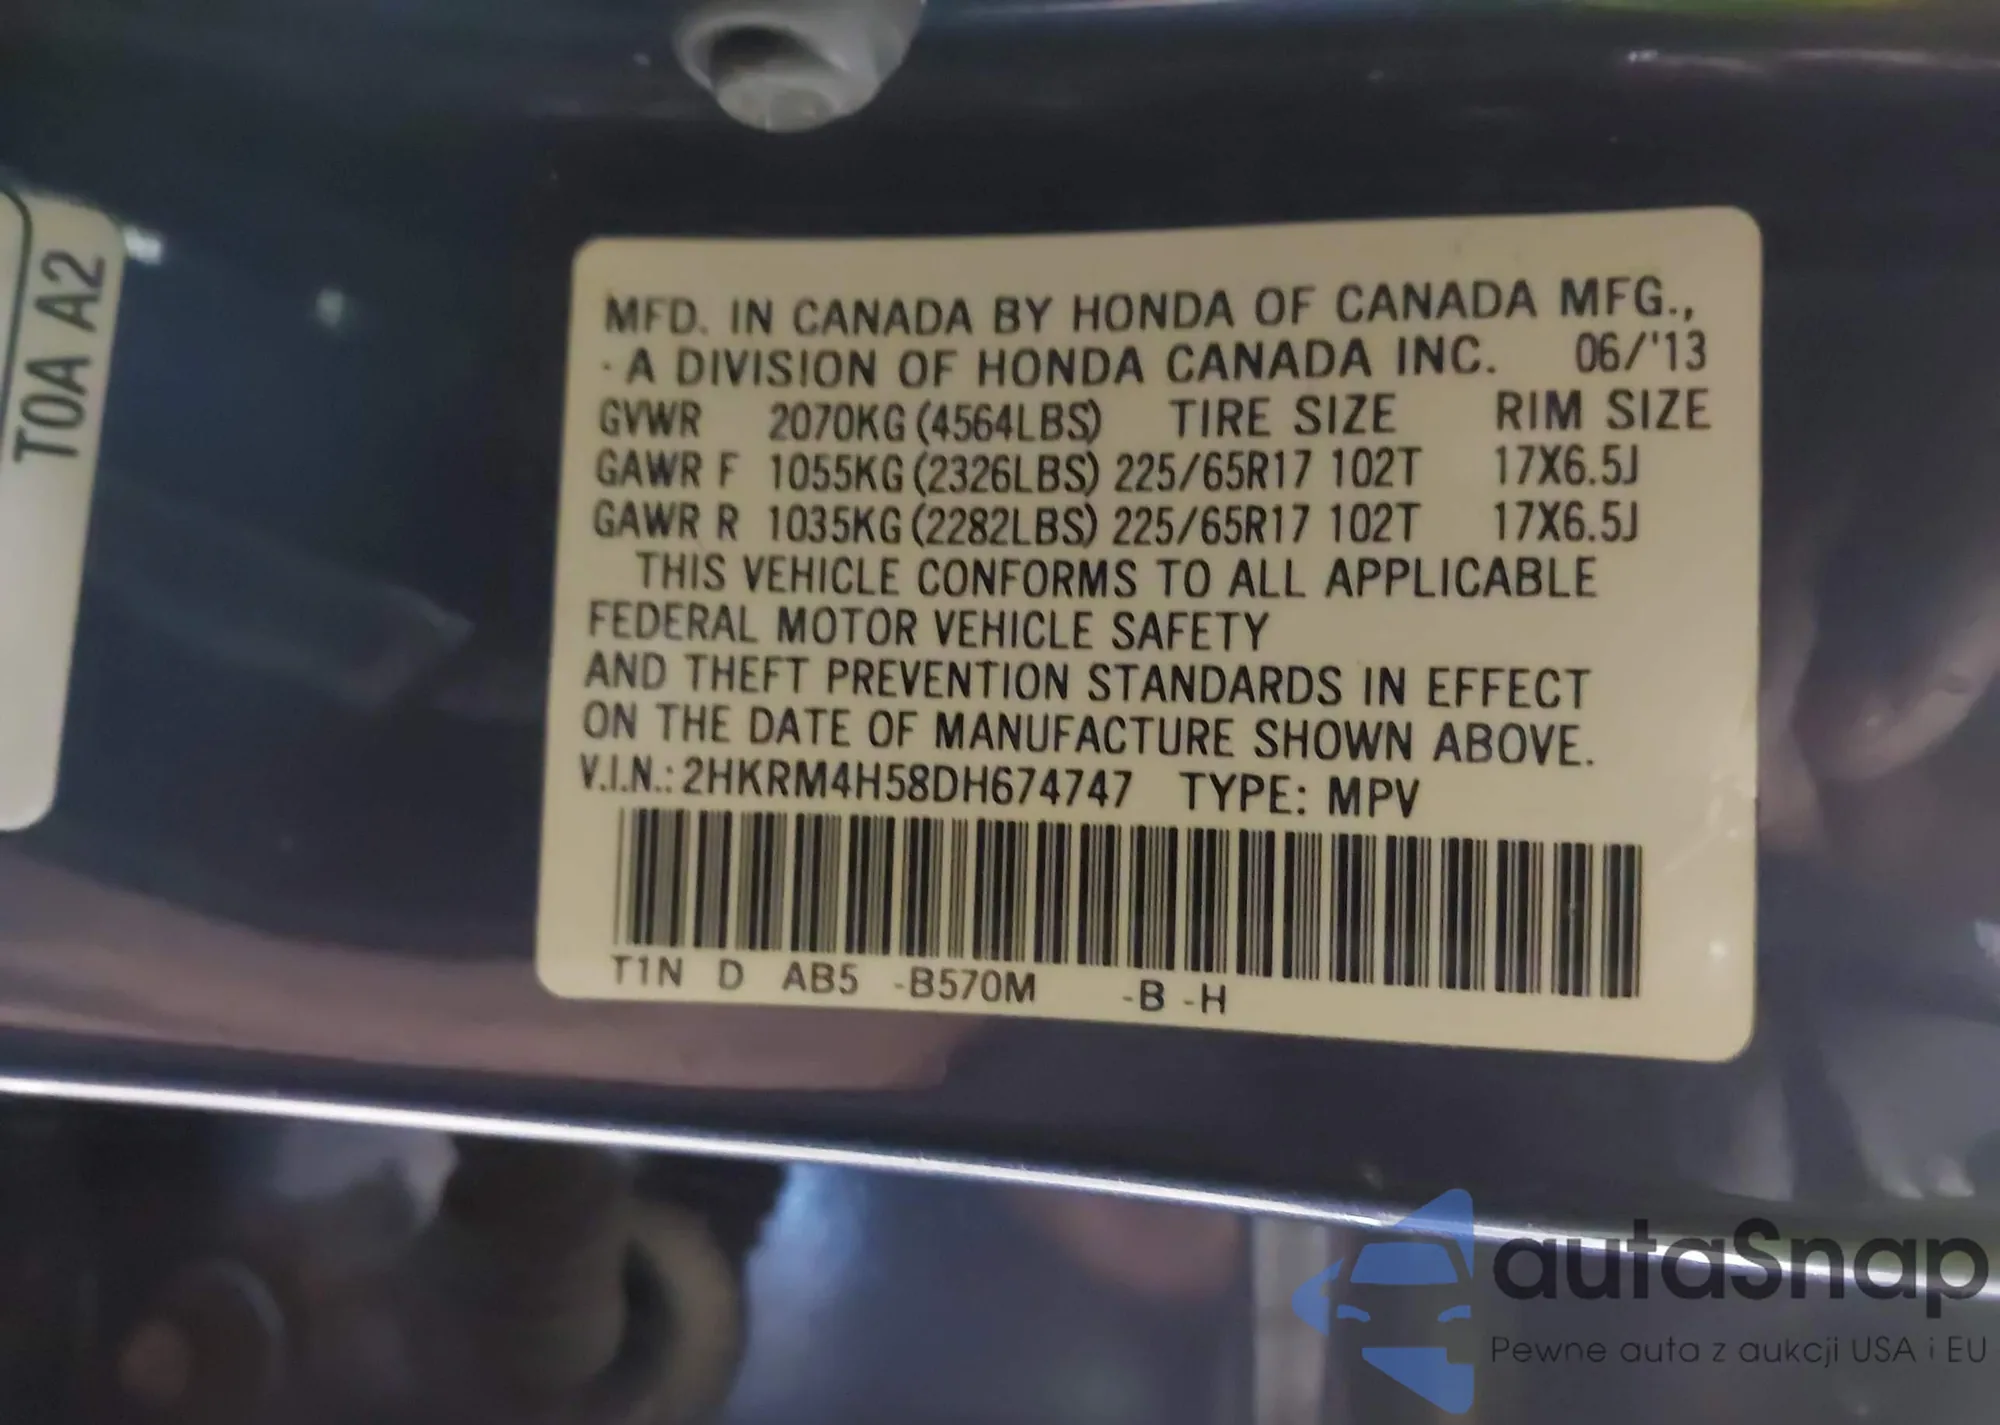 T0A A2
MFD. IN CANADA BY HONDA OF CANADA MFG.,
A DIVISION OF HONDA CANADA INC. 06/'13
GVWR 2070KG (4564LBS) TIRE SIZE RIM SIZE
GAWR F 1055KG (2326LBS) 225/65R17 102T 17X6.5J
GAWR R 1035KG (2282LBS) 225/65R17 102T 17X6.5J
THIS VEHICLE CONFORMS TO ALL APPLICABLE
FEDERAL MOTOR VEHICLE SAFETY
AND THEFT PREVENTION STANDARDS IN EFFECT
ON THE DATE OF MANUFACTURE SHOWN ABOVE.
V.I.N.: 2HKRM4H58DH674747 TYPE: MPV
T1N D AB5 -B570M -B -H
autaSnap
Pewne auta z aukcji USA i EU